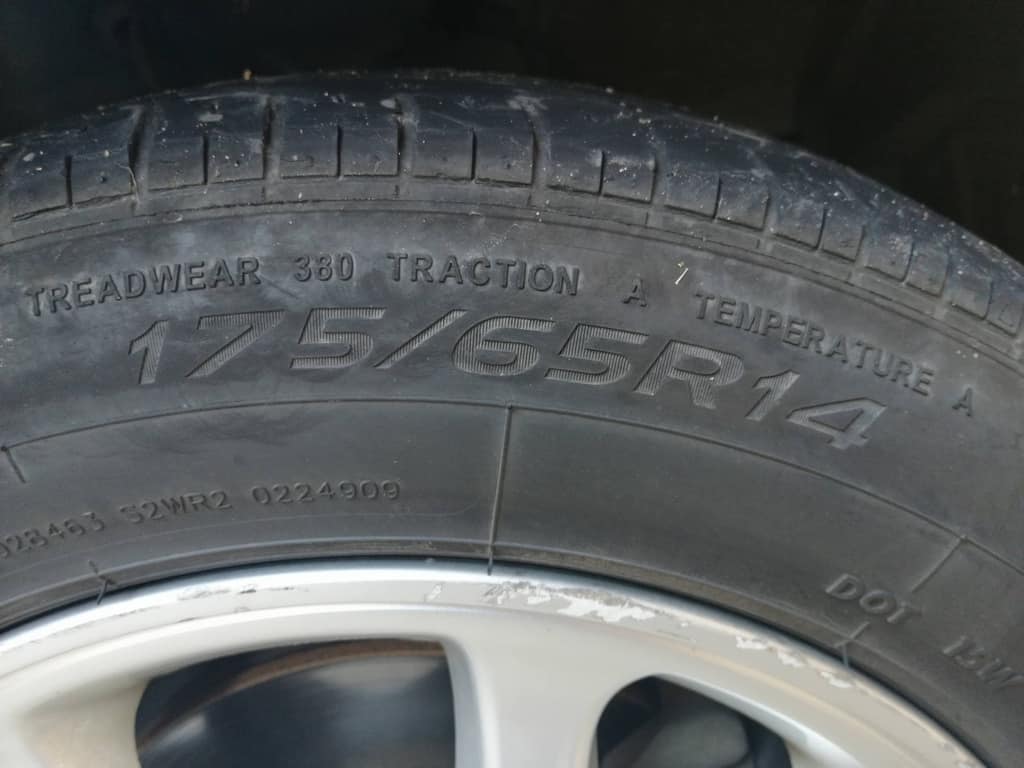 TREADWEAR 380 TRACTION A TEMPERATURE A
175/65R14
S2WR2 0224909
DOT